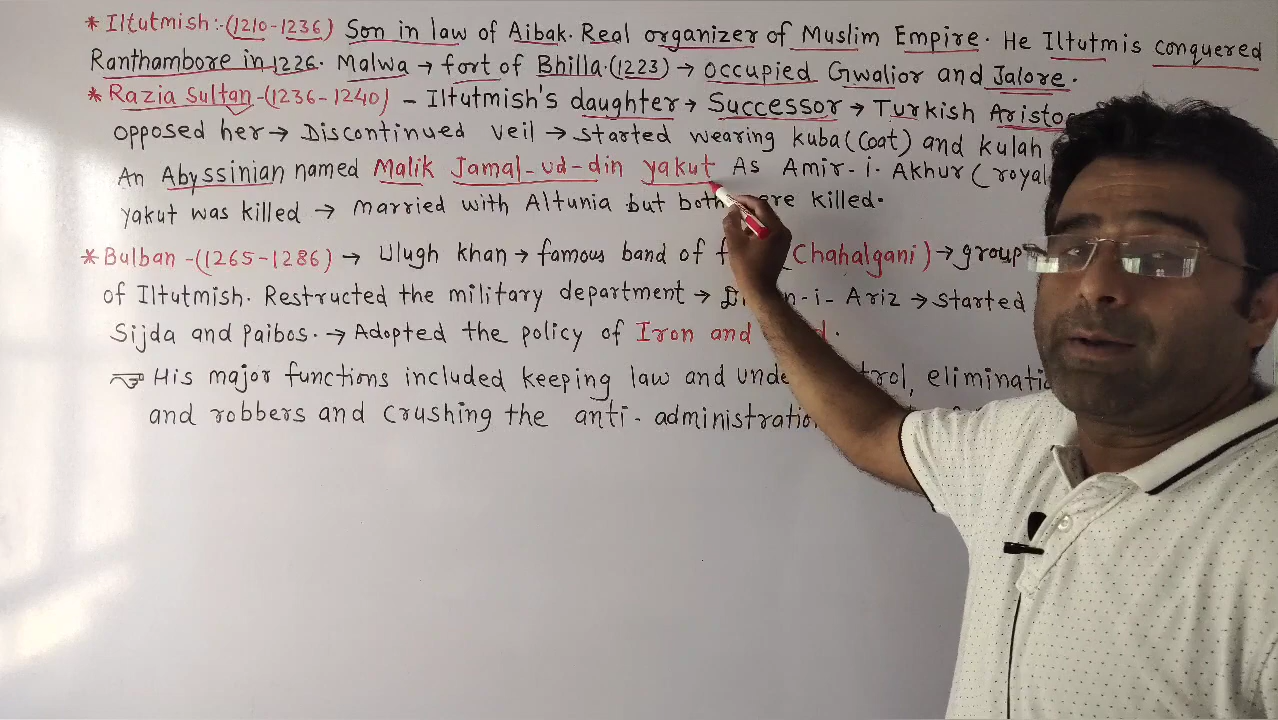 * Iltutmish:-(1210-1236) Son in law of Aibak. Real organizer of Muslim Empire. He Iltutmis conquered
Ranthambore in 1226. Malwa → fort of Bhilla.(1223) → occupied Gwalior and Jalore.
* Razia Sultan-(1236-1240) - Iltutmish's daughter → Successor → Turkish
opposed her → Discontinued veil → started wearing kuba(Coat) and kulah
An Abyssinian named Malik Jamal-ud-din yakut As Amir-i-Akhur (royal
yakut was killed → married with Altunia but both killed.
* Bulban -(1265-1286) → Ulugh khan → famous band of (Chahalgani) → group
of Iltutmish. Restructed the military department → i- Ariz → started
Sijda and Paibos. → Adopted the policy of Iron and
His major functions included keeping law and
and robbers and crushing the anti-